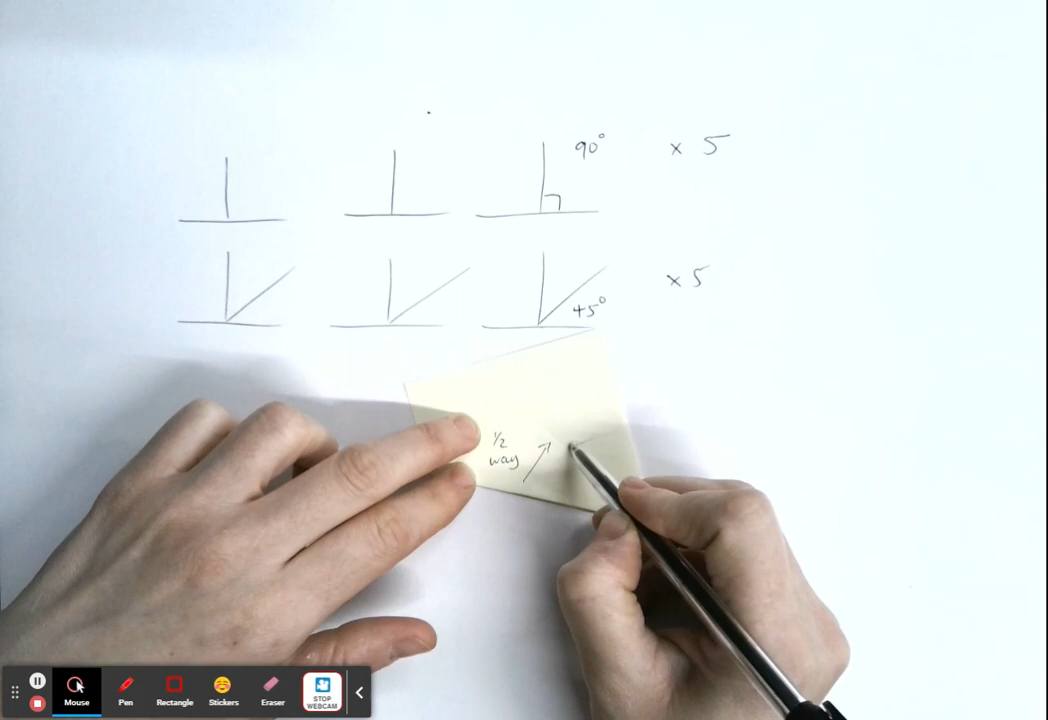 90° x 5
45° x 5
1/2
way
Mouse Pen Rectangle Stickers Eraser STOP WEBCAM